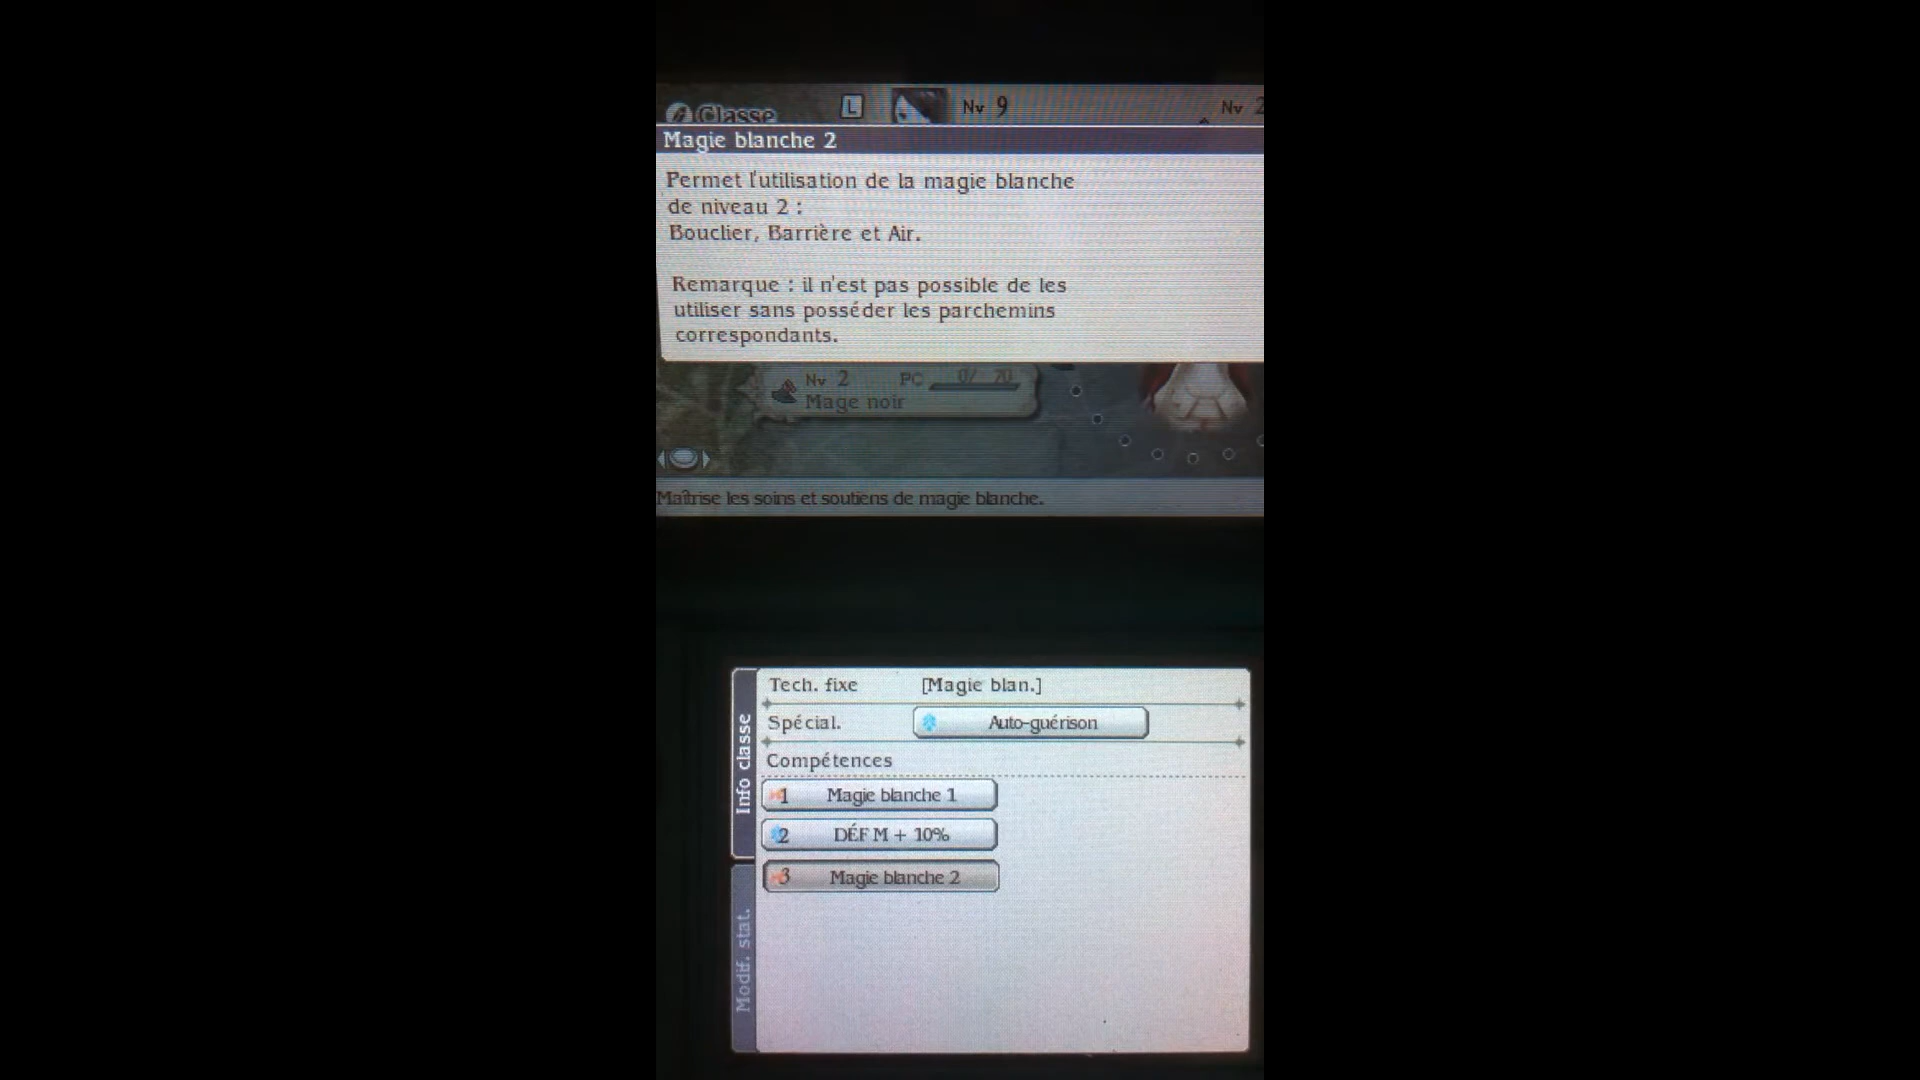 Classe
L
Nv 9
Nv 2
Magie blanche 2
Permet l'utilisation de la magie blanche
de niveau 2 :
Bouclier, Barrière et Air.
Remarque : il n'est pas possible de les
utiliser sans posséder les parchemins
correspondants.
Nv 2 PC 0/ 70
Mage noir
Maîtrise les soins et soutiens de magie blanche.
Info classe
Modif. stat.
Tech. fixe [Magie blan.]
Spécial. Auto-guérison
Compétences
1 Magie blanche 1
2 DÉF M + 10%
3 Magie blanche 2